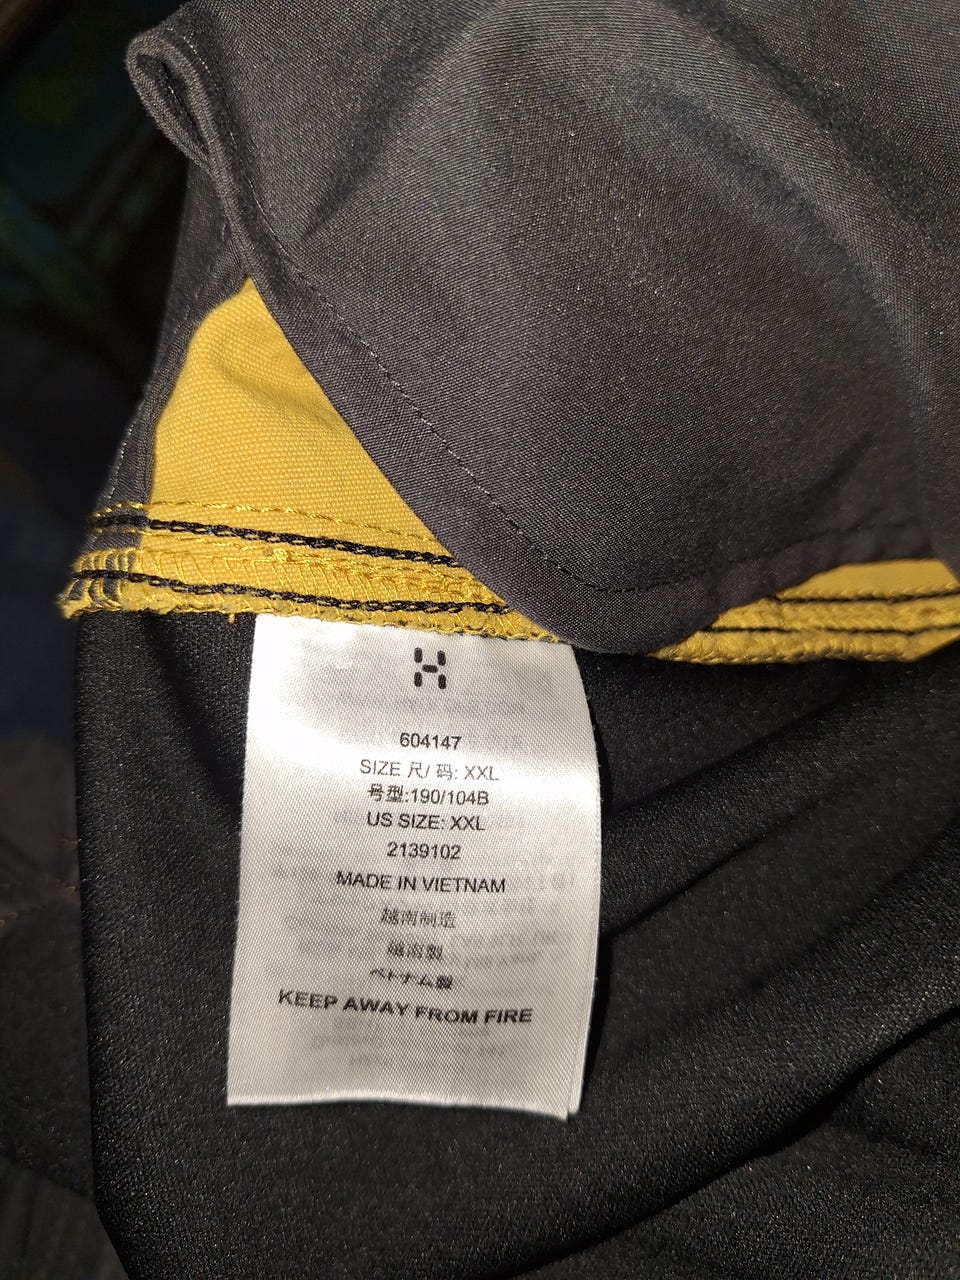 604147
SIZE 尺/ 码: XXL
号型:190/104B
US SIZE: XXL
2139102
MADE IN VIETNAM
越南制造
越南製
ベトナム製
KEEP AWAY FROM FIRE